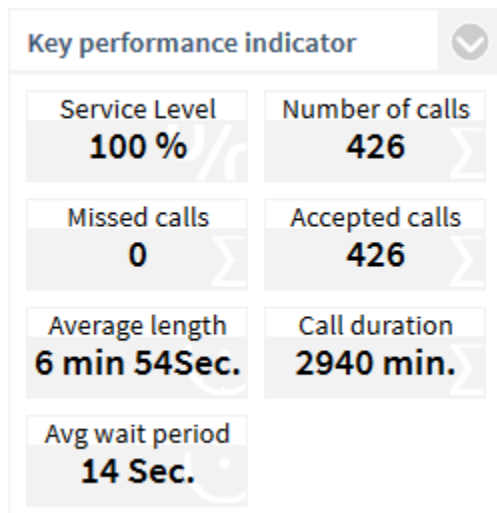 Key performance indicator
Service Level
100 %
Number of calls
426
Missed calls
0
Accepted calls
426
Average length
6 min 54Sec.
Call duration
2940 min.
Avg wait period
14 Sec.